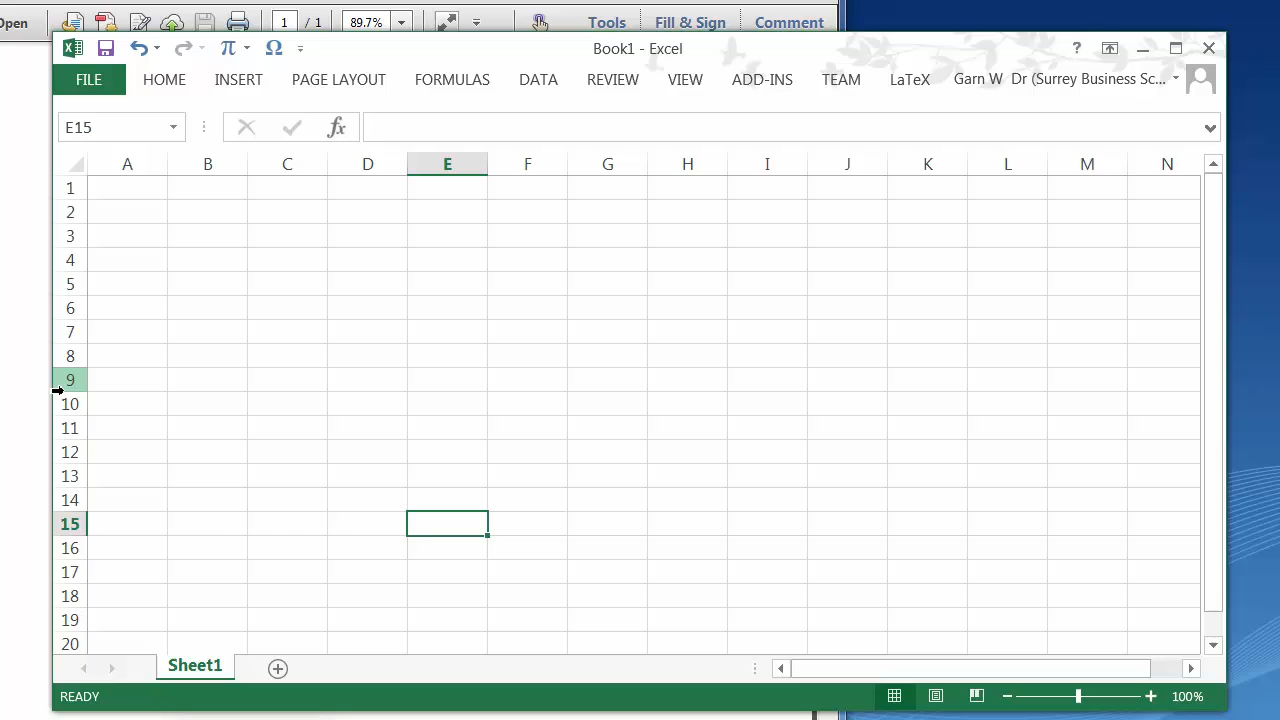 Open 1 / 1 89.7% Tools Fill & Sign Comment
π Ω Book1 - Excel ?
FILE HOME INSERT PAGE LAYOUT FORMULAS DATA REVIEW VIEW ADD-INS TEAM LaTeX Garn W Dr (Surrey Business Sc...
E15 fx
A B C D E F G H I J K L M N
1
2
3
4
5
6
7
8
9
10
11
12
13
14
15
16
17
18
19
20
Sheet1
READY 100%